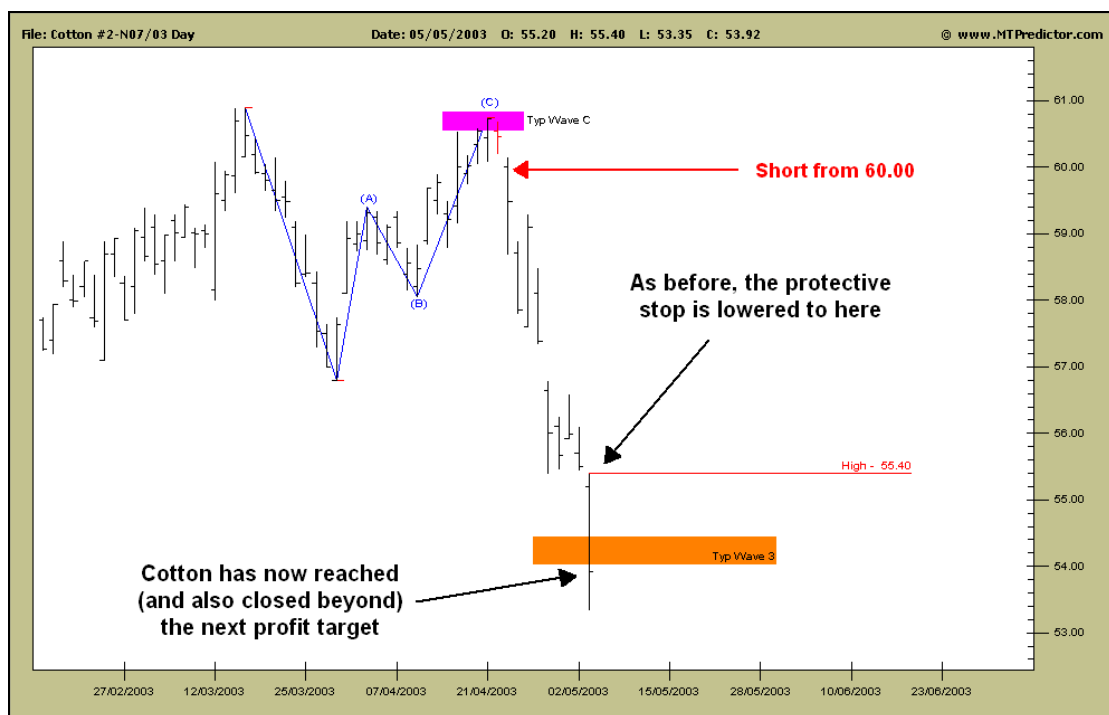 File: Cotton #2-N07/03 Day Date: 05/05/2003 O: 55.20 H: 55.40 L: 53.35 C: 53.92 @ www.MTPredictor.com
(C)
Typ Wave C
61.00
Short from 60.00
60.00
(A)
59.00
As before, the protective
stop is lowered to here
(B)
58.00
57.00
56.00
High - 55.40
55.00
Typ Wave 3
54.00
Cotton has now reached
(and also closed beyond)
the next profit target
53.00
27/02/2003 12/03/2003 25/03/2003 07/04/2003 21/04/2003 02/05/2003 15/05/2003 28/05/2003 10/06/2003 23/06/2003